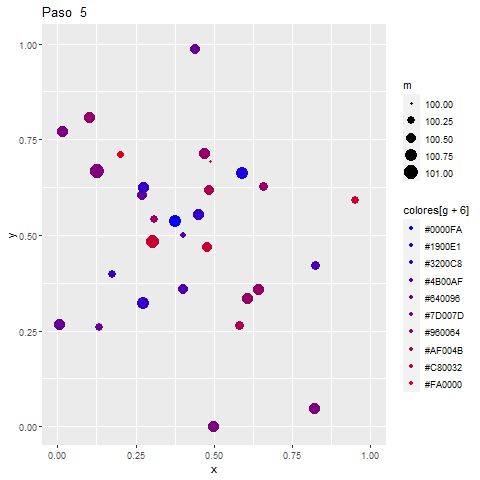 Paso  5
1.00
0.75
0.50
0.25
0.00
y
0.00
0.25
0.50
0.75
1.00
x
m
100.00
100.25
100.50
100.75
101.00
colores[g + 6]
#0000FA
#1900E1
#3200C8
#4B00AF
#640096
#7D007D
#960064
#AF004B
#C80032
#FA0000